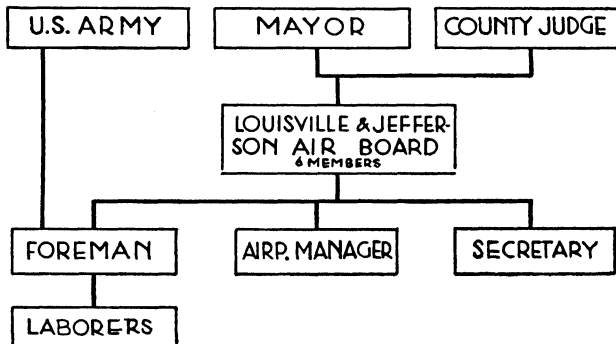 U.S. ARMY
MAYOR
COUNTY JUDGE
LOUISVILLE & JEFFER-
SON AIR BOARD
6 MEMBERS
FOREMAN
AIRP. MANAGER
SECRETARY
LABORERS